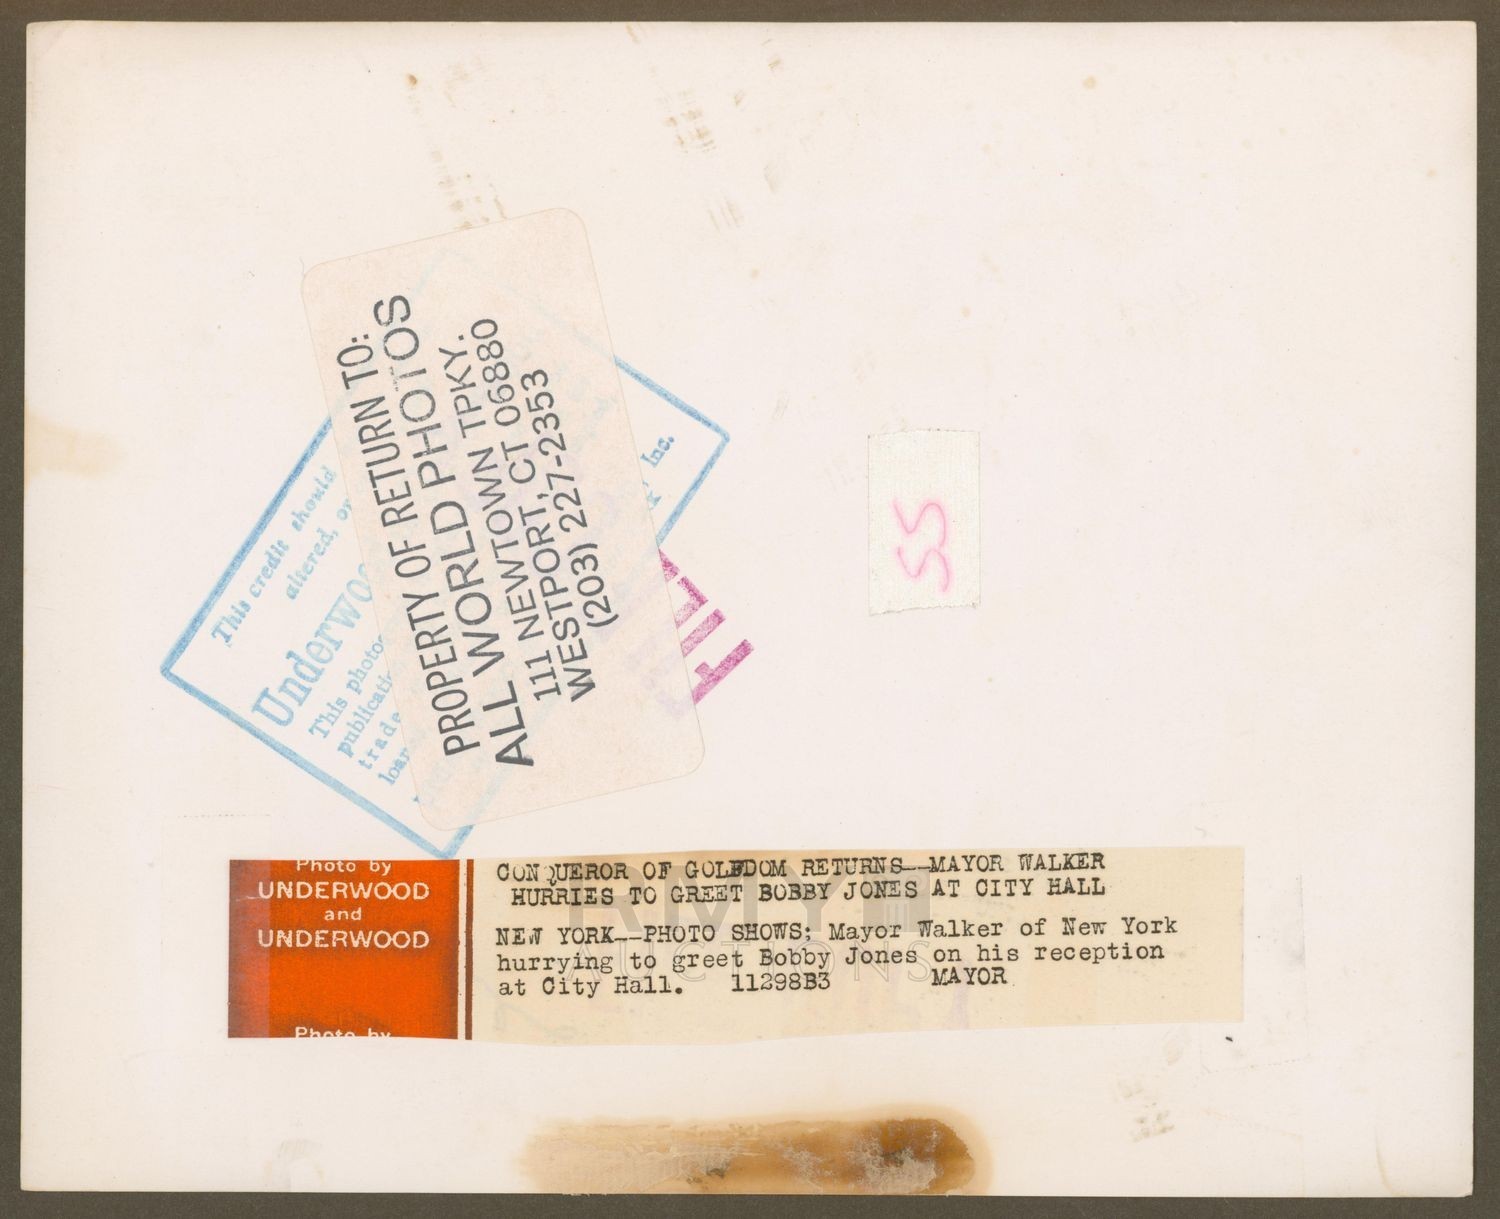 PROPERTY OF RETURN TO:
ALL WORLD PHOTOS
111 NEWTOWN TPKY.
WESTPORT, CT 06880
(203) 227-2353
This credit should
altered, or
Underwoo
Inc.
This photo
publicati
trade
loan
55
Photo by
UNDERWOOD
and
UNDERWOOD
Photo by
CONQUEROR OF GOLFDOM RETURNS--MAYOR WALKER
HURRIES TO GREET BOBBY JONES AT CITY HALL
NEW YORK--PHOTO SHOWS; Mayor Walker of New York
hurrying to greet Bobby Jones on his reception
at City Hall. 11298B3 MAYOR
RMY
AUCTIONS